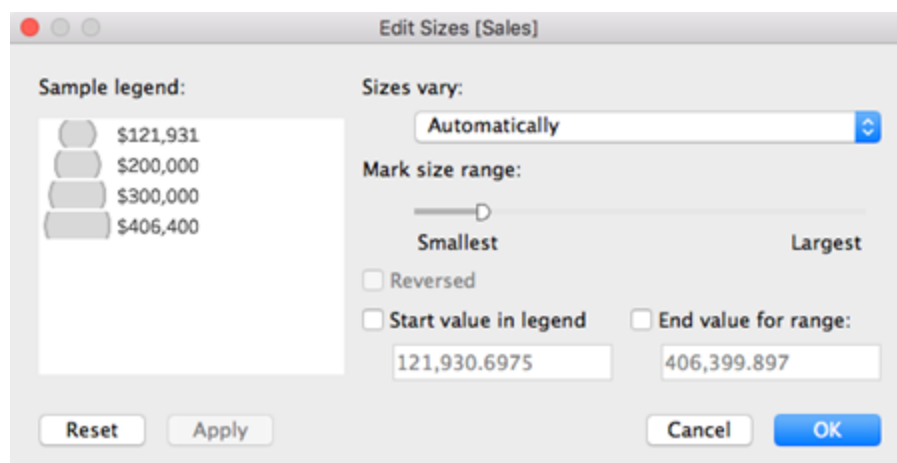 Edit Sizes [Sales]
Sample legend:
$121,931
$200,000
$300,000
$406,400
Sizes vary:
Automatically
Mark size range:
Smallest Largest
Reversed
Start value in legend End value for range:
121,930.6975 406,399.897
Reset Apply Cancel OK